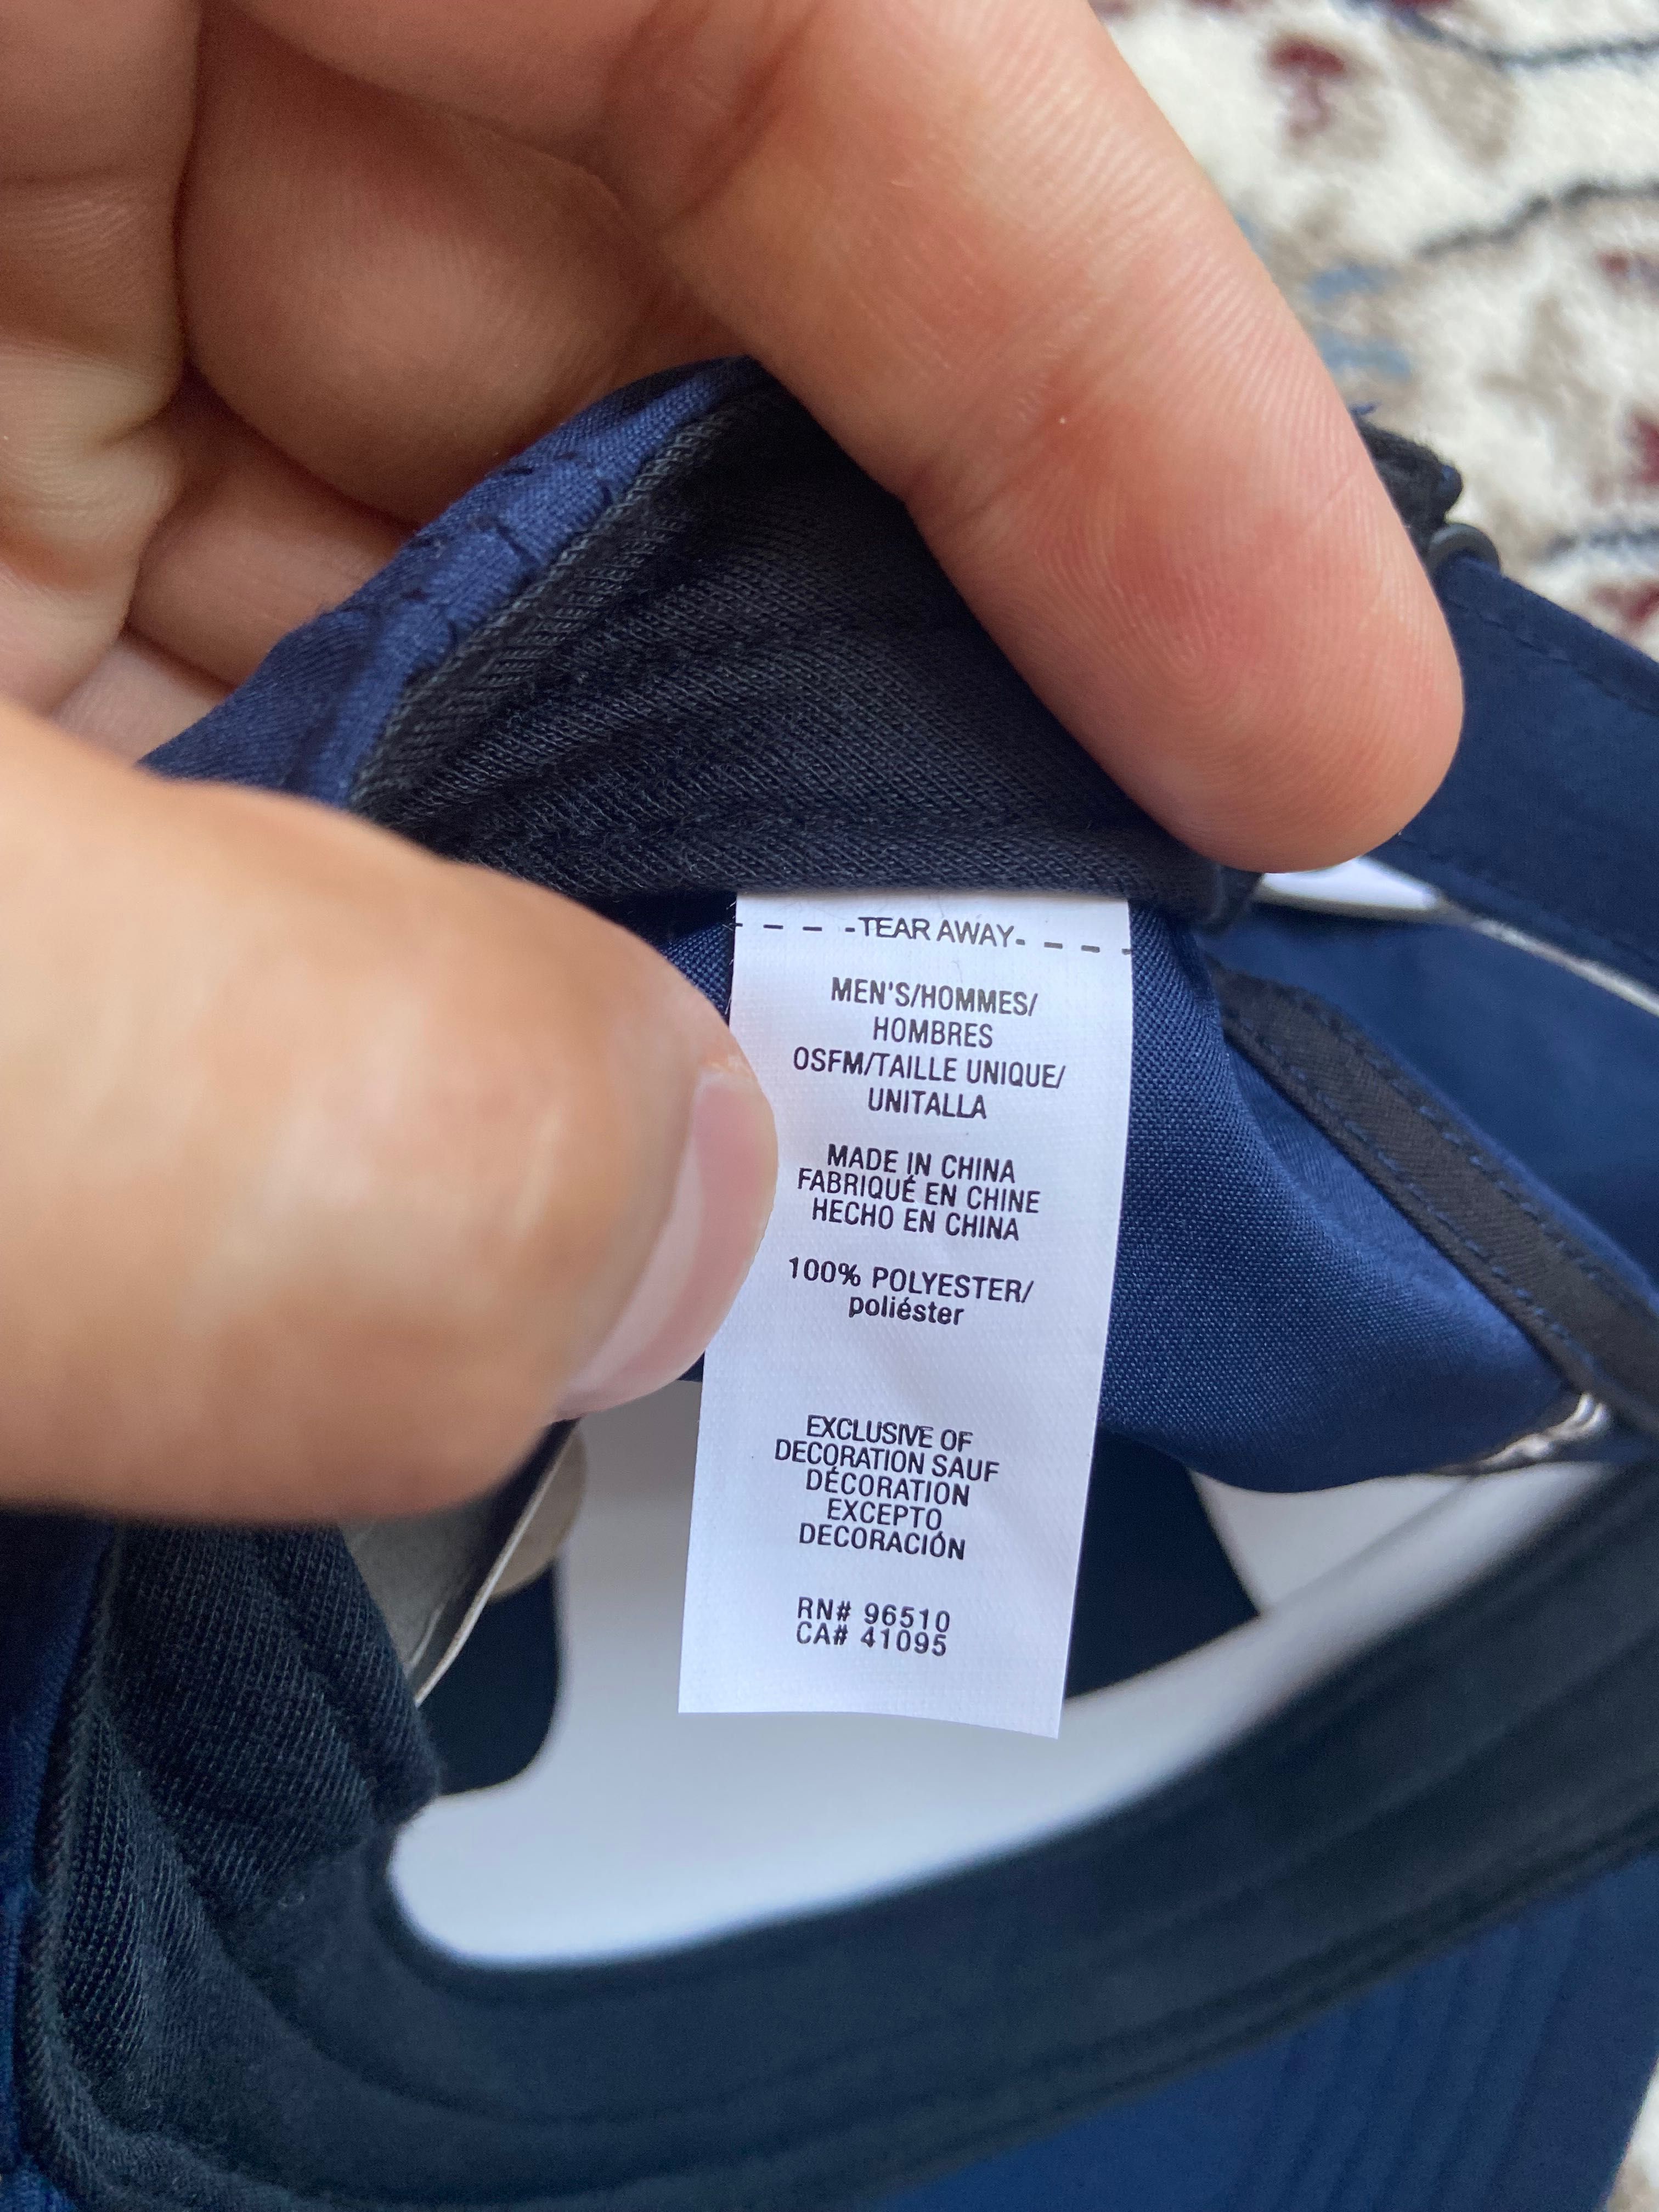 -TEAR AWAY-
MEN'S/HOMMES/
HOMBRES
OSFM/TAILLE UNIQUE/
UNITALLA
MADE IN CHINA
FABRIQUÉ EN CHINE
HECHO EN CHINA
100% POLYESTER/
poliéster
EXCLUSIVE OF
DECORATION SAUF
DÉCORATION
EXCEPTO
DECORACIÓN
RN# 96510
CA# 41095